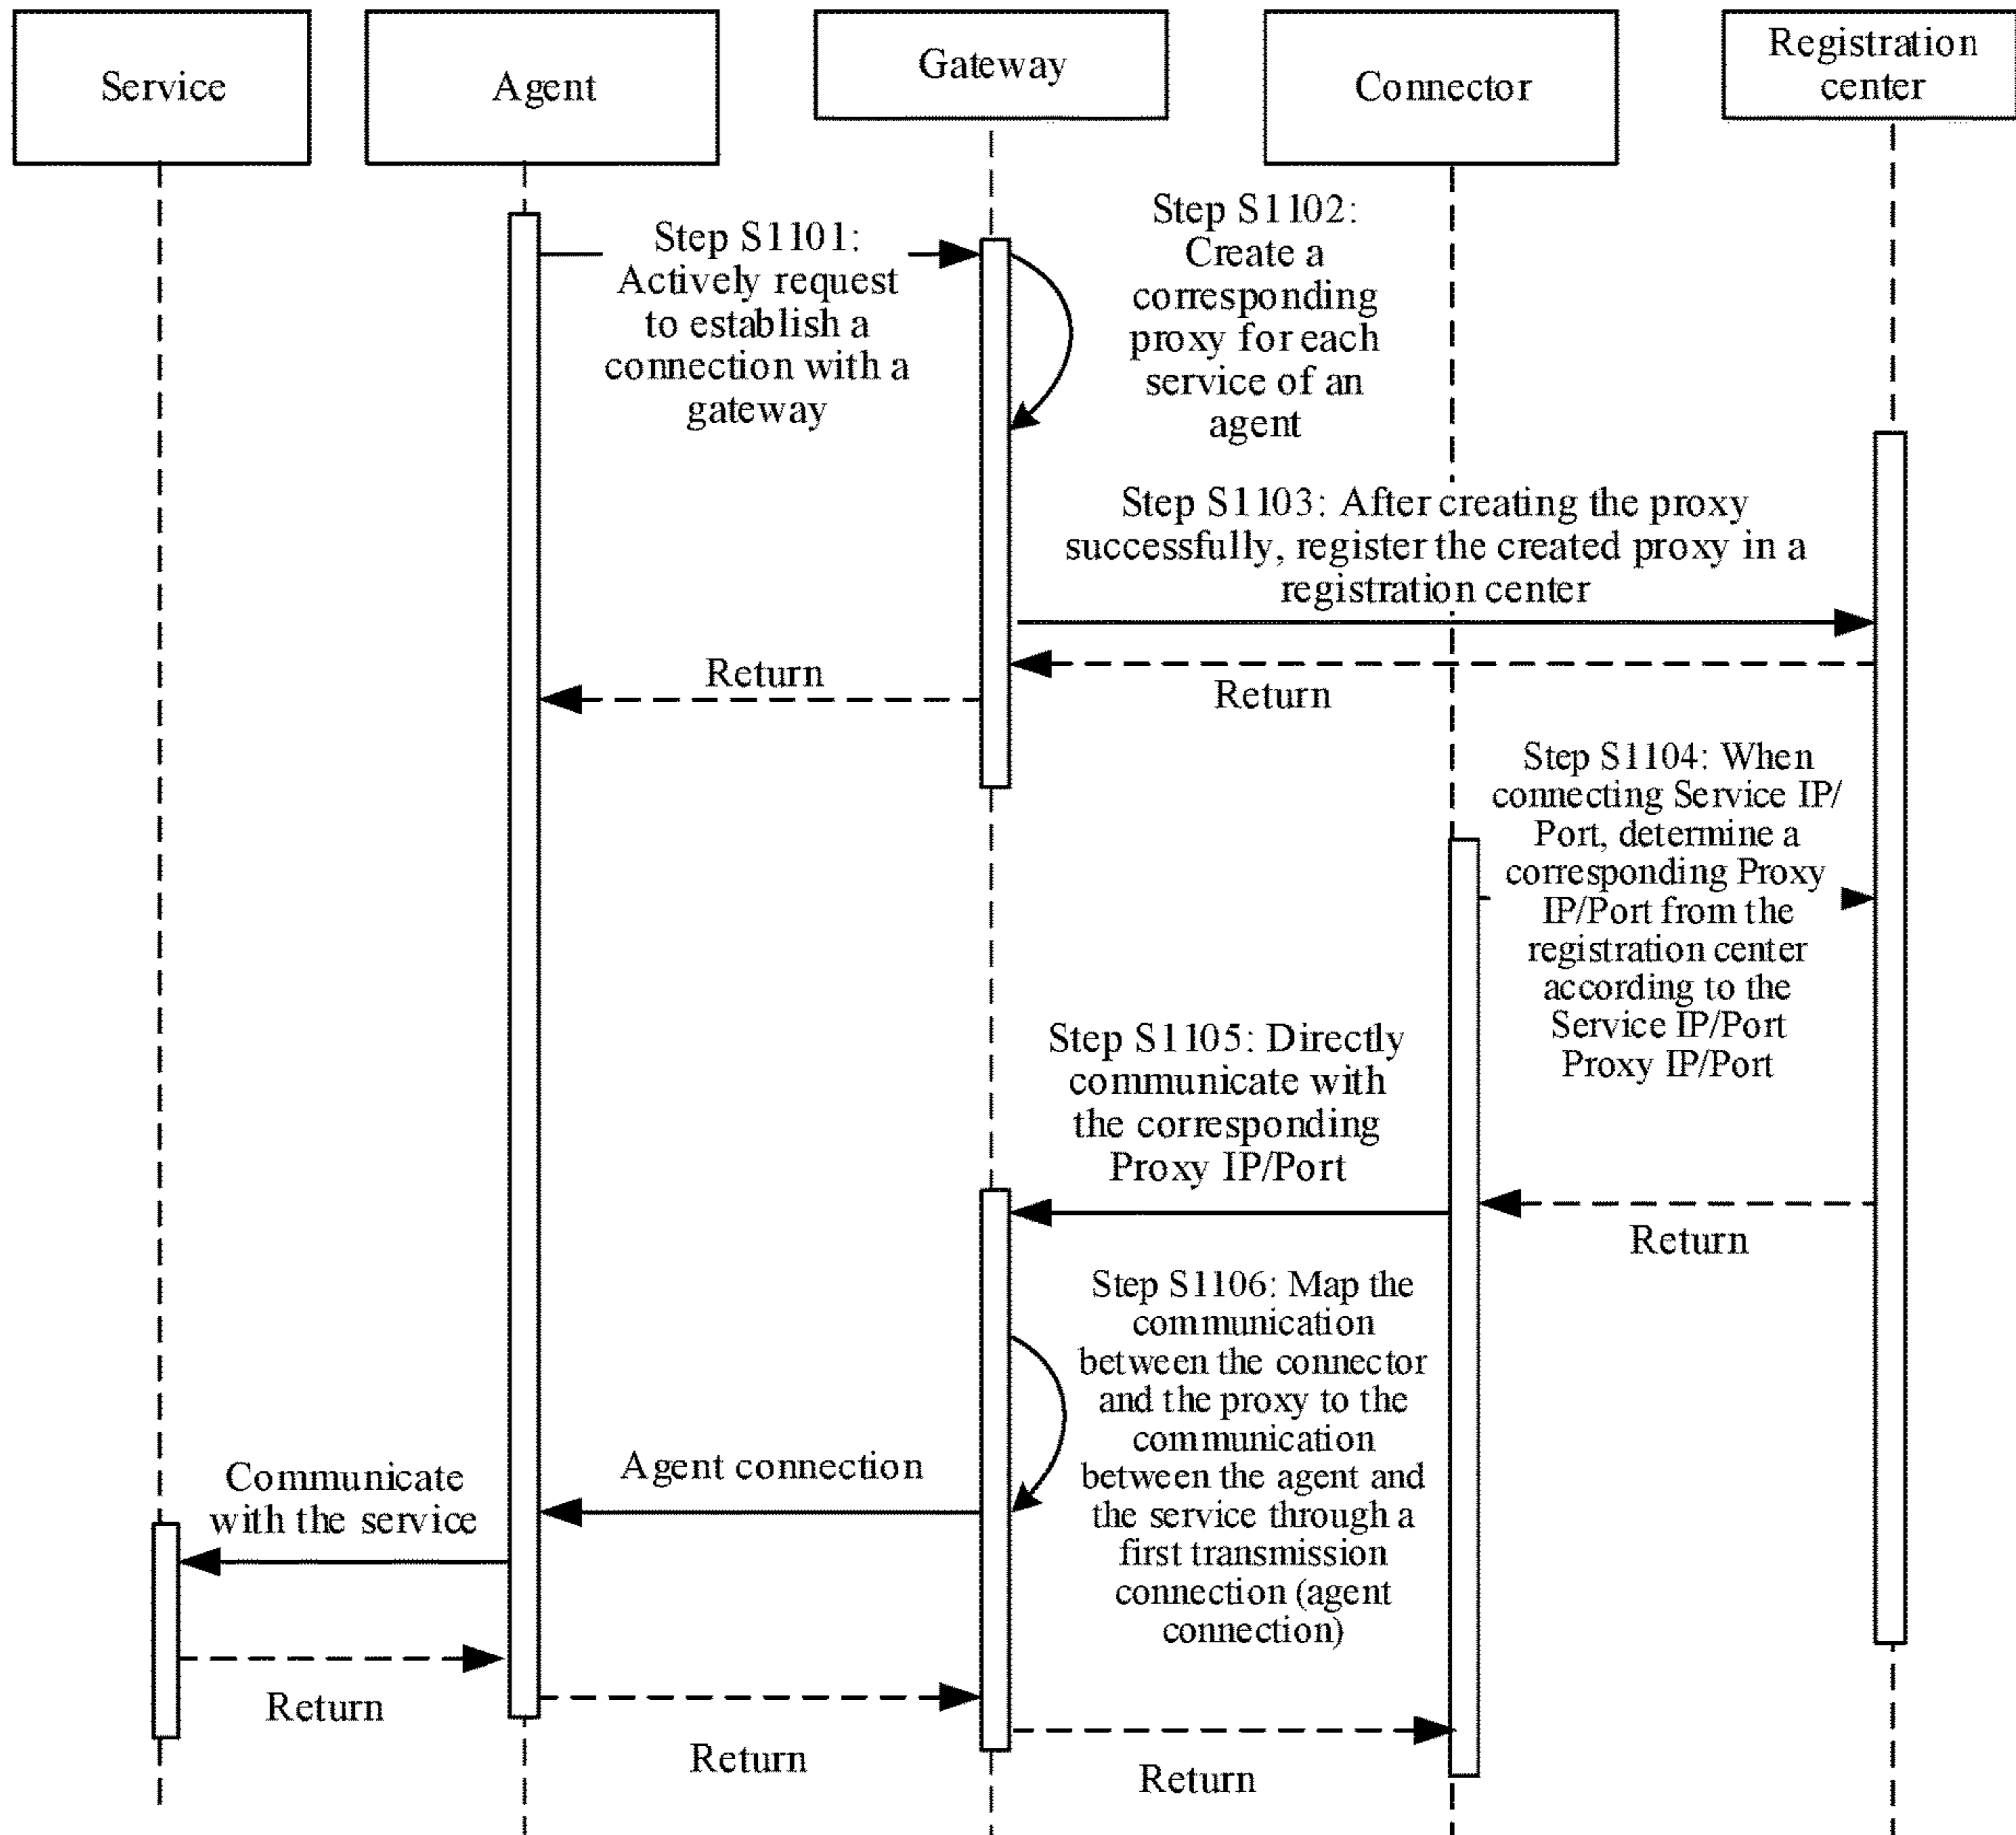 Service
Agent
Gateway
Connector
Registration
center
Step S1101:
Actively request
to establish a
connection with a
gateway
Step S1102:
Create a
corresponding
proxy for each
service of an
agent
Step S1103: After creating the proxy
successfully, register the created proxy in a
registration center
Return
Return
Step S1104: When
connecting Service IP/
Port, determine a
corresponding Proxy
IP/Port from the
registration center
according to the
Service IP/Port
Proxy IP/Port
Step S1105: Directly
communicate with
the corresponding
Proxy IP/Port
Return
Step S1106: Map the
communication
between the connector
and the proxy to the
communication
between the agent and
the service through a
first transmission
connection (agent
connection)
Agent connection
Communicate
with the service
Return
Return
Return